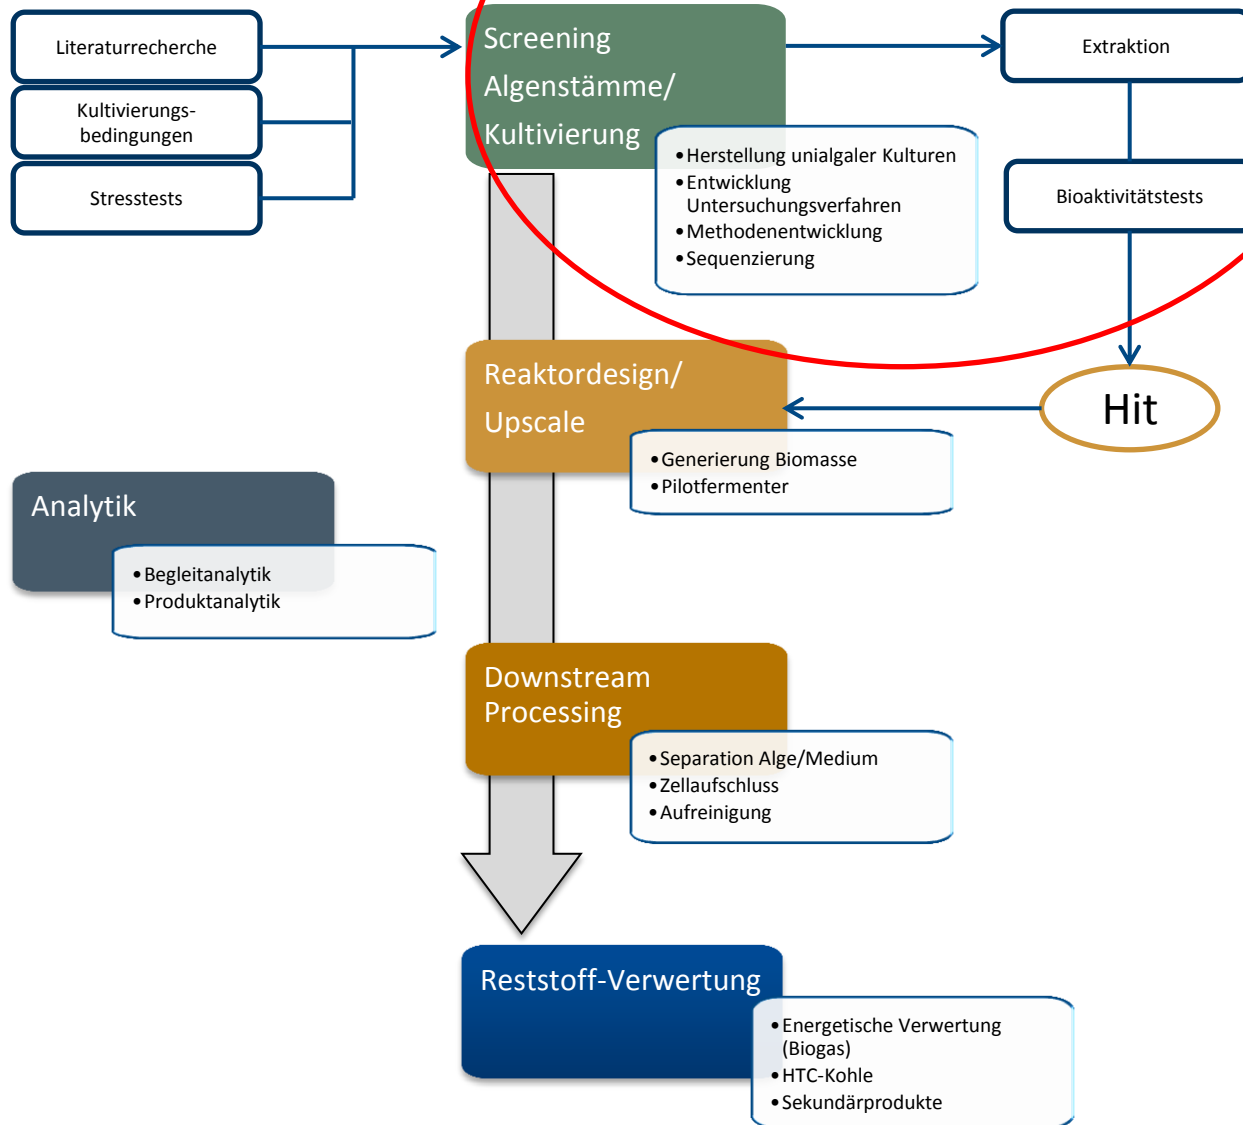 Literaturrecherche
Kultivierungs-
bedingungen
Stresstests
Screening
Algenstämme/
Kultivierung
• Herstellung unialgaler Kulturen
• Entwicklung
Untersuchungsverfahren
• Methodenentwicklung
• Sequenzierung
Extraktion
Bioaktivitätstests
Hit
Reaktordesign/
Upscale
• Generierung Biomasse
• Pilotfermenter
Analytik
• Begleitanalytik
• Produktanalytik
Downstream
Processing
• Separation Alge/Medium
• Zellaufschluss
• Aufreinigung
Reststoff-Verwertung
• Energetische Verwertung
(Biogas)
• HTC-Kohle
• Sekundärprodukte